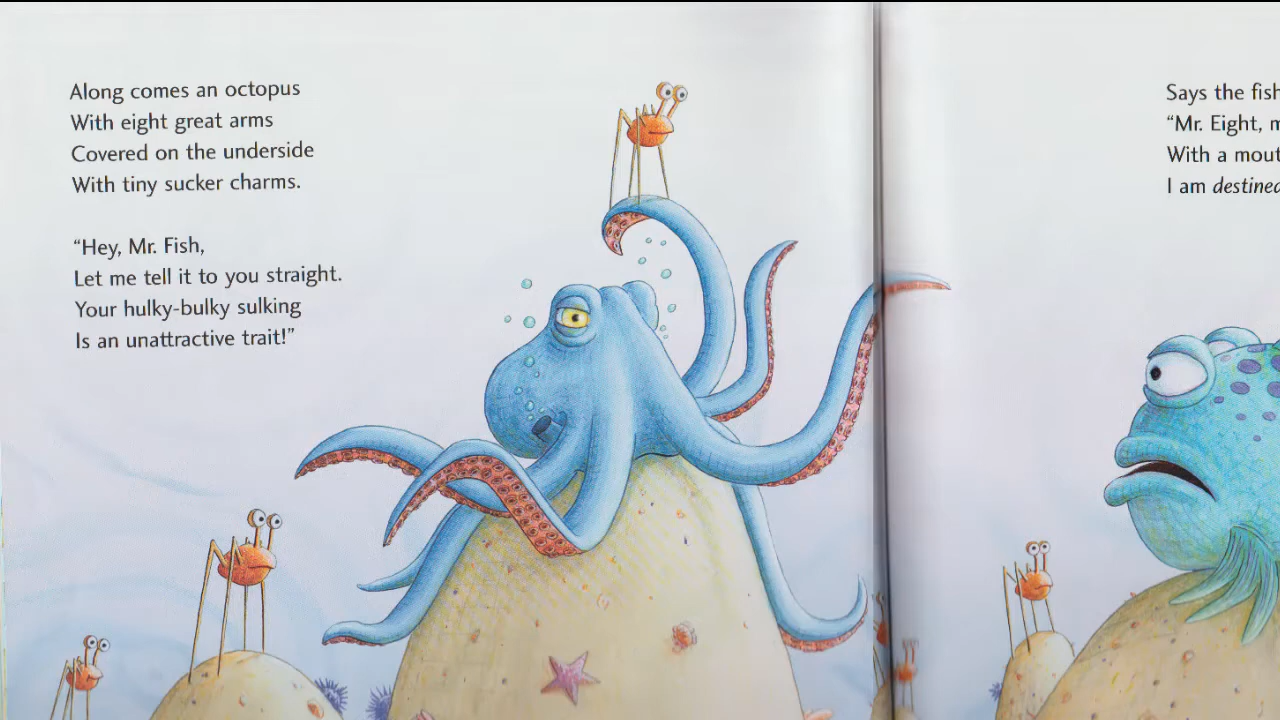 Along comes an octopus
With eight great arms
Covered on the underside
With tiny sucker charms.
“Hey, Mr. Fish,
Let me tell it to you straight.
Your hulky-bulky sulking
Is an unattractive trait!”
Says the fish
“Mr. Eight,
With a
I am